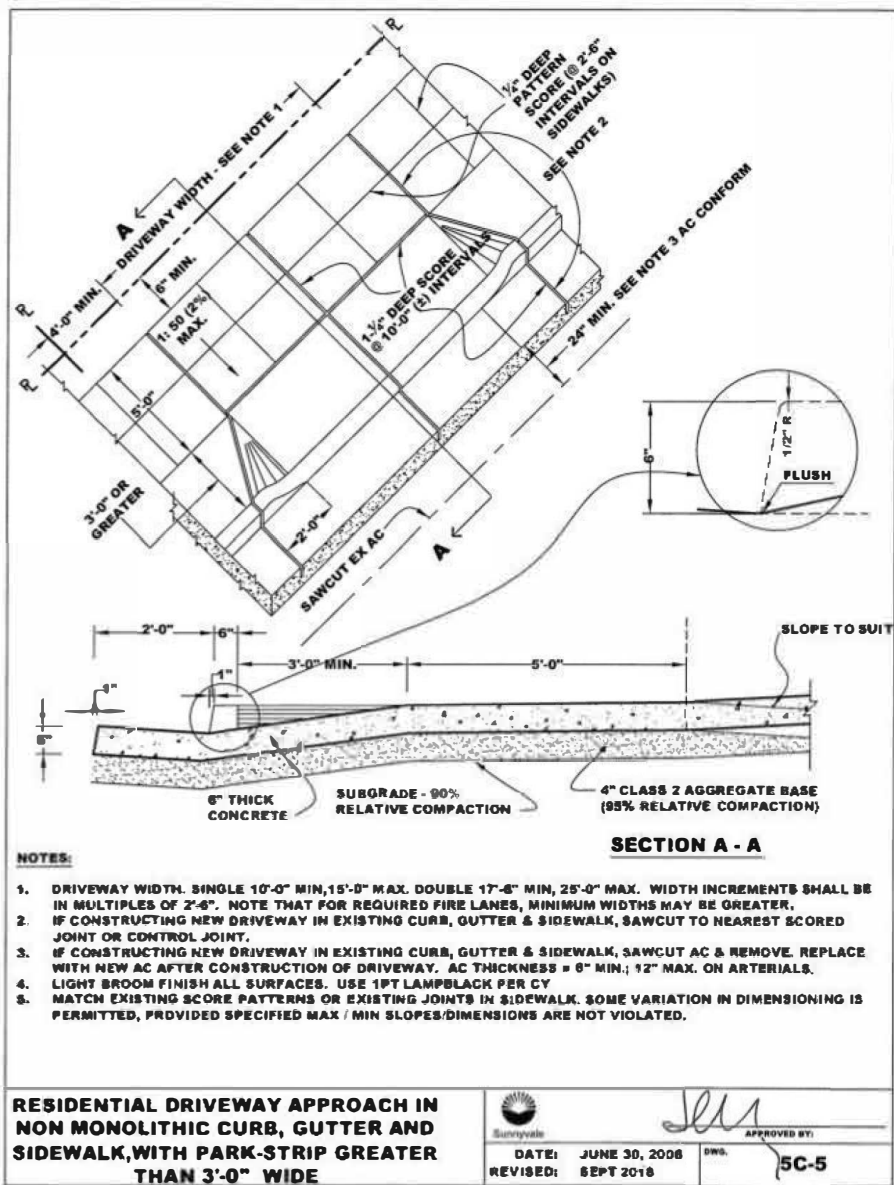 1/4" DEEP
PATTERN
SCORE (@ 2'-6"
INTERVALS ON
SIDEWALKS)
SEE NOTE 2
DRIVEWAY WIDTH - SEE NOTE 1
A
6" MIN.
4'-0" MIN.
1: 50 (2%
MAX.
1-1/4" DEEP SCORE
@ 10'-0" (±) INTERVALS
24" MIN. SEE NOTE 3 AC CONFORM
5'-0"
3'-0" OR
GREATER
2'-0"
SAWCUT EX AC
A
6"
1/2" R
FLUSH
2'-0"
6"
1"
3'-0" MIN.
5'-0"
SLOPE TO SUIT
6" THICK
CONCRETE
SUBGRADE - 90%
RELATIVE COMPACTION
4" CLASS 2 AGGREGATE BASE
(95% RELATIVE COMPACTION)
SECTION A - A
NOTES:
1. DRIVEWAY WIDTH. SINGLE 10'-0" MIN,15'-0" MAX. DOUBLE 17'-6" MIN, 25'-0" MAX. WIDTH INCREMENTS SHALL BE
IN MULTIPLES OF 2'-6". NOTE THAT FOR REQUIRED FIRE LANES, MINIMUM WIDTHS MAY BE GREATER.
2. IF CONSTRUCTING NEW DRIVEWAY IN EXISTING CURB, GUTTER & SIDEWALK, SAWCUT TO NEAREST SCORED
JOINT OR CONTROL JOINT.
3. IF CONSTRUCTING NEW DRIVEWAY IN EXISTING CURB, GUTTER & SIDEWALK, SAWCUT AC & REMOVE. REPLACE
WITH NEW AC AFTER CONSTRUCTION OF DRIVEWAY. AC THICKNESS = 6" MIN.; 12" MAX. ON ARTERIALS.
4. LIGHT BROOM FINISH ALL SURFACES. USE 1PT LAMPBLACK PER CY
5. MATCH EXISTING SCORE PATTERNS OR EXISTING JOINTS IN SIDEWALK. SOME VARIATION IN DIMENSIONING IS
PERMITTED, PROVIDED SPECIFIED MAX / MIN SLOPES/DIMENSIONS ARE NOT VIOLATED.
RESIDENTIAL DRIVEWAY APPROACH IN
NON MONOLITHIC CURB, GUTTER AND
SIDEWALK,WITH PARK-STRIP GREATER
THAN 3'-0" WIDE
Sunnyvale
APPROVED BY:
DATE: JUNE 30, 2006
REVISED: SEPT 2018
DWG.
5C-5